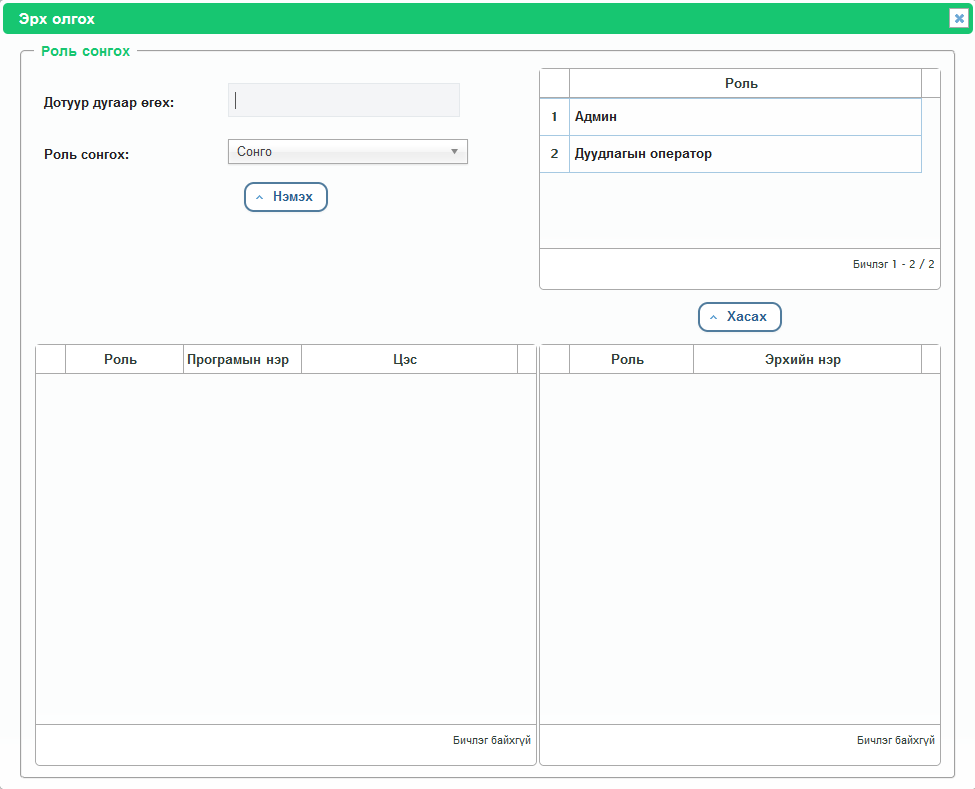 Эрх олгох
Роль сонгох
Дотуур дугаар өгөх:
Роль сонгох:
Сонго
Нэмэх
Роль
1 Админ
2 Дуудлагын оператор
Бичлэг 1 - 2 / 2
Хасах
Роль Програмын нэр Цэс
Бичлэг байхгүй
Роль Эрхийн нэр
Бичлэг байхгүй